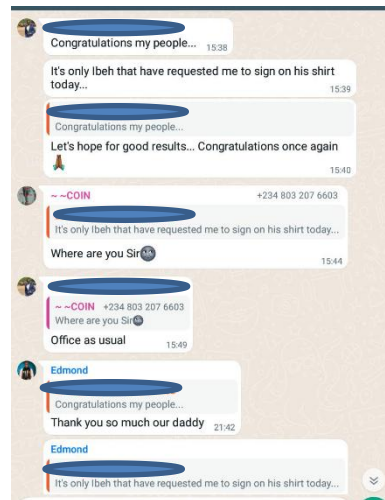 Congratulations my people... 15:38
It's only Ibeh that have requested me to sign on his shirt
today... 15:39
Congratulations my people...
Let's hope for good results... Congratulations once again
🙏 15:40
~ ~COIN +234 803 207 6603
It's only Ibeh that have requested me to sign on his shirt today...
Where are you Sir🌚 15:44
~ ~COIN +234 803 207 6603
Where are you Sir🌚
Office as usual 15:49
Edmond
Congratulations my people...
Thank you so much our daddy 21:42
Edmond
It's only Ibeh that have requested me to sign on his shirt today...